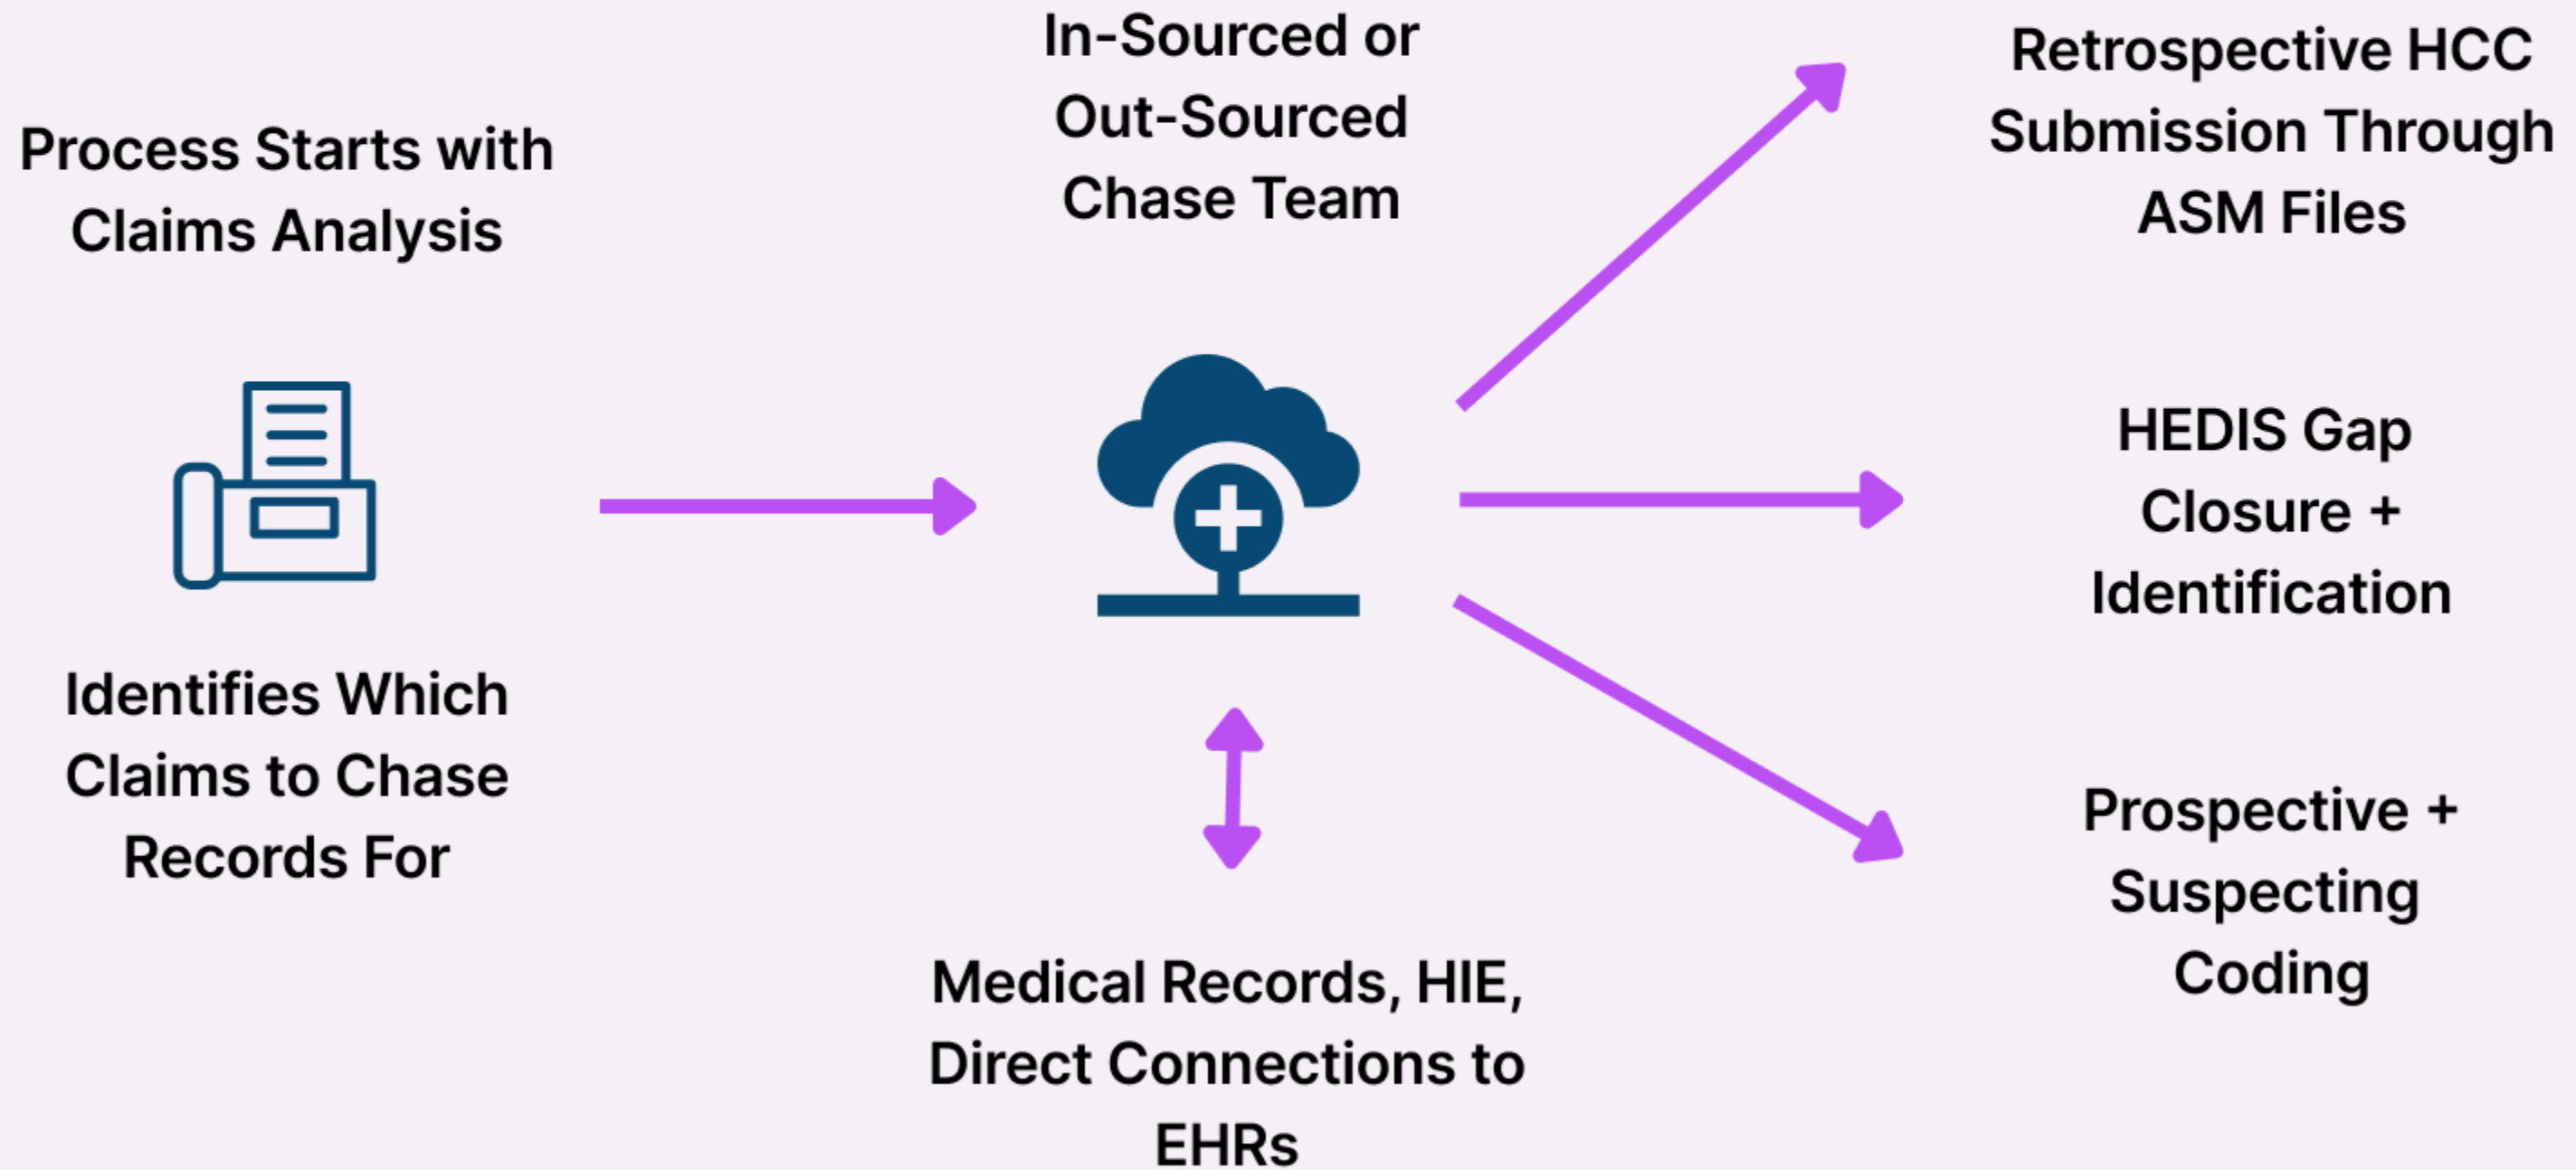 Process Starts with
Claims Analysis
Identifies Which
Claims to Chase
Records For
In-Sourced or
Out-Sourced
Chase Team
Medical Records, HIE,
Direct Connections to
EHRs
Retrospective HCC
Submission Through
ASM Files
HEDIS Gap
Closure +
Identification
Prospective +
Suspecting
Coding